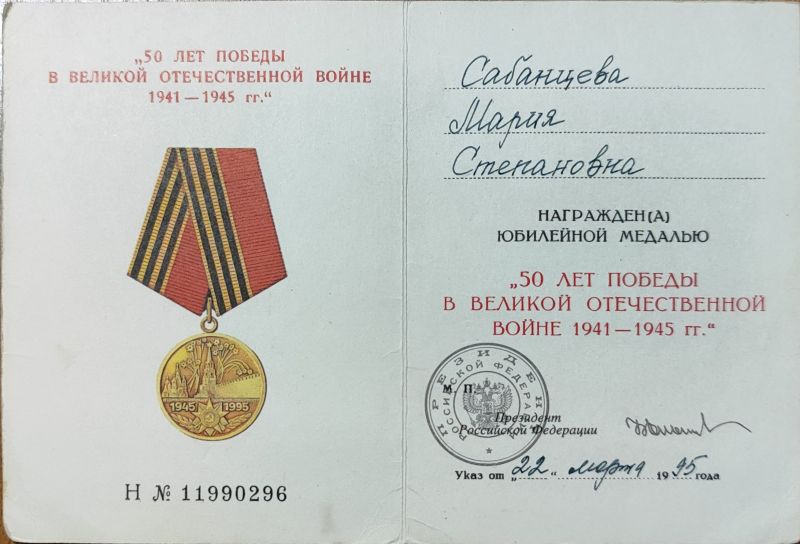 „50 ЛЕТ ПОБЕДЫ
В ВЕЛИКОЙ ОТЕЧЕСТВЕННОЙ ВОЙНЕ
1941 — 1945 гг.“
1945 1995
Н № 11990296
Сабанцева
Мария
Степановна
НАГРАЖДЕН(А)
ЮБИЛЕЙНОЙ МЕДАЛЬЮ
„50 ЛЕТ ПОБЕДЫ
В ВЕЛИКОЙ ОТЕЧЕСТВЕННОЙ
ВОЙНЕ 1941 — 1945 гг.“
ПРЕЗИДЕНТ
РОССИЙСКОЙ ФЕДЕРАЦИИ
М. П.
Президент
Российской Федерации
Указ от „22“ марта 1995 года